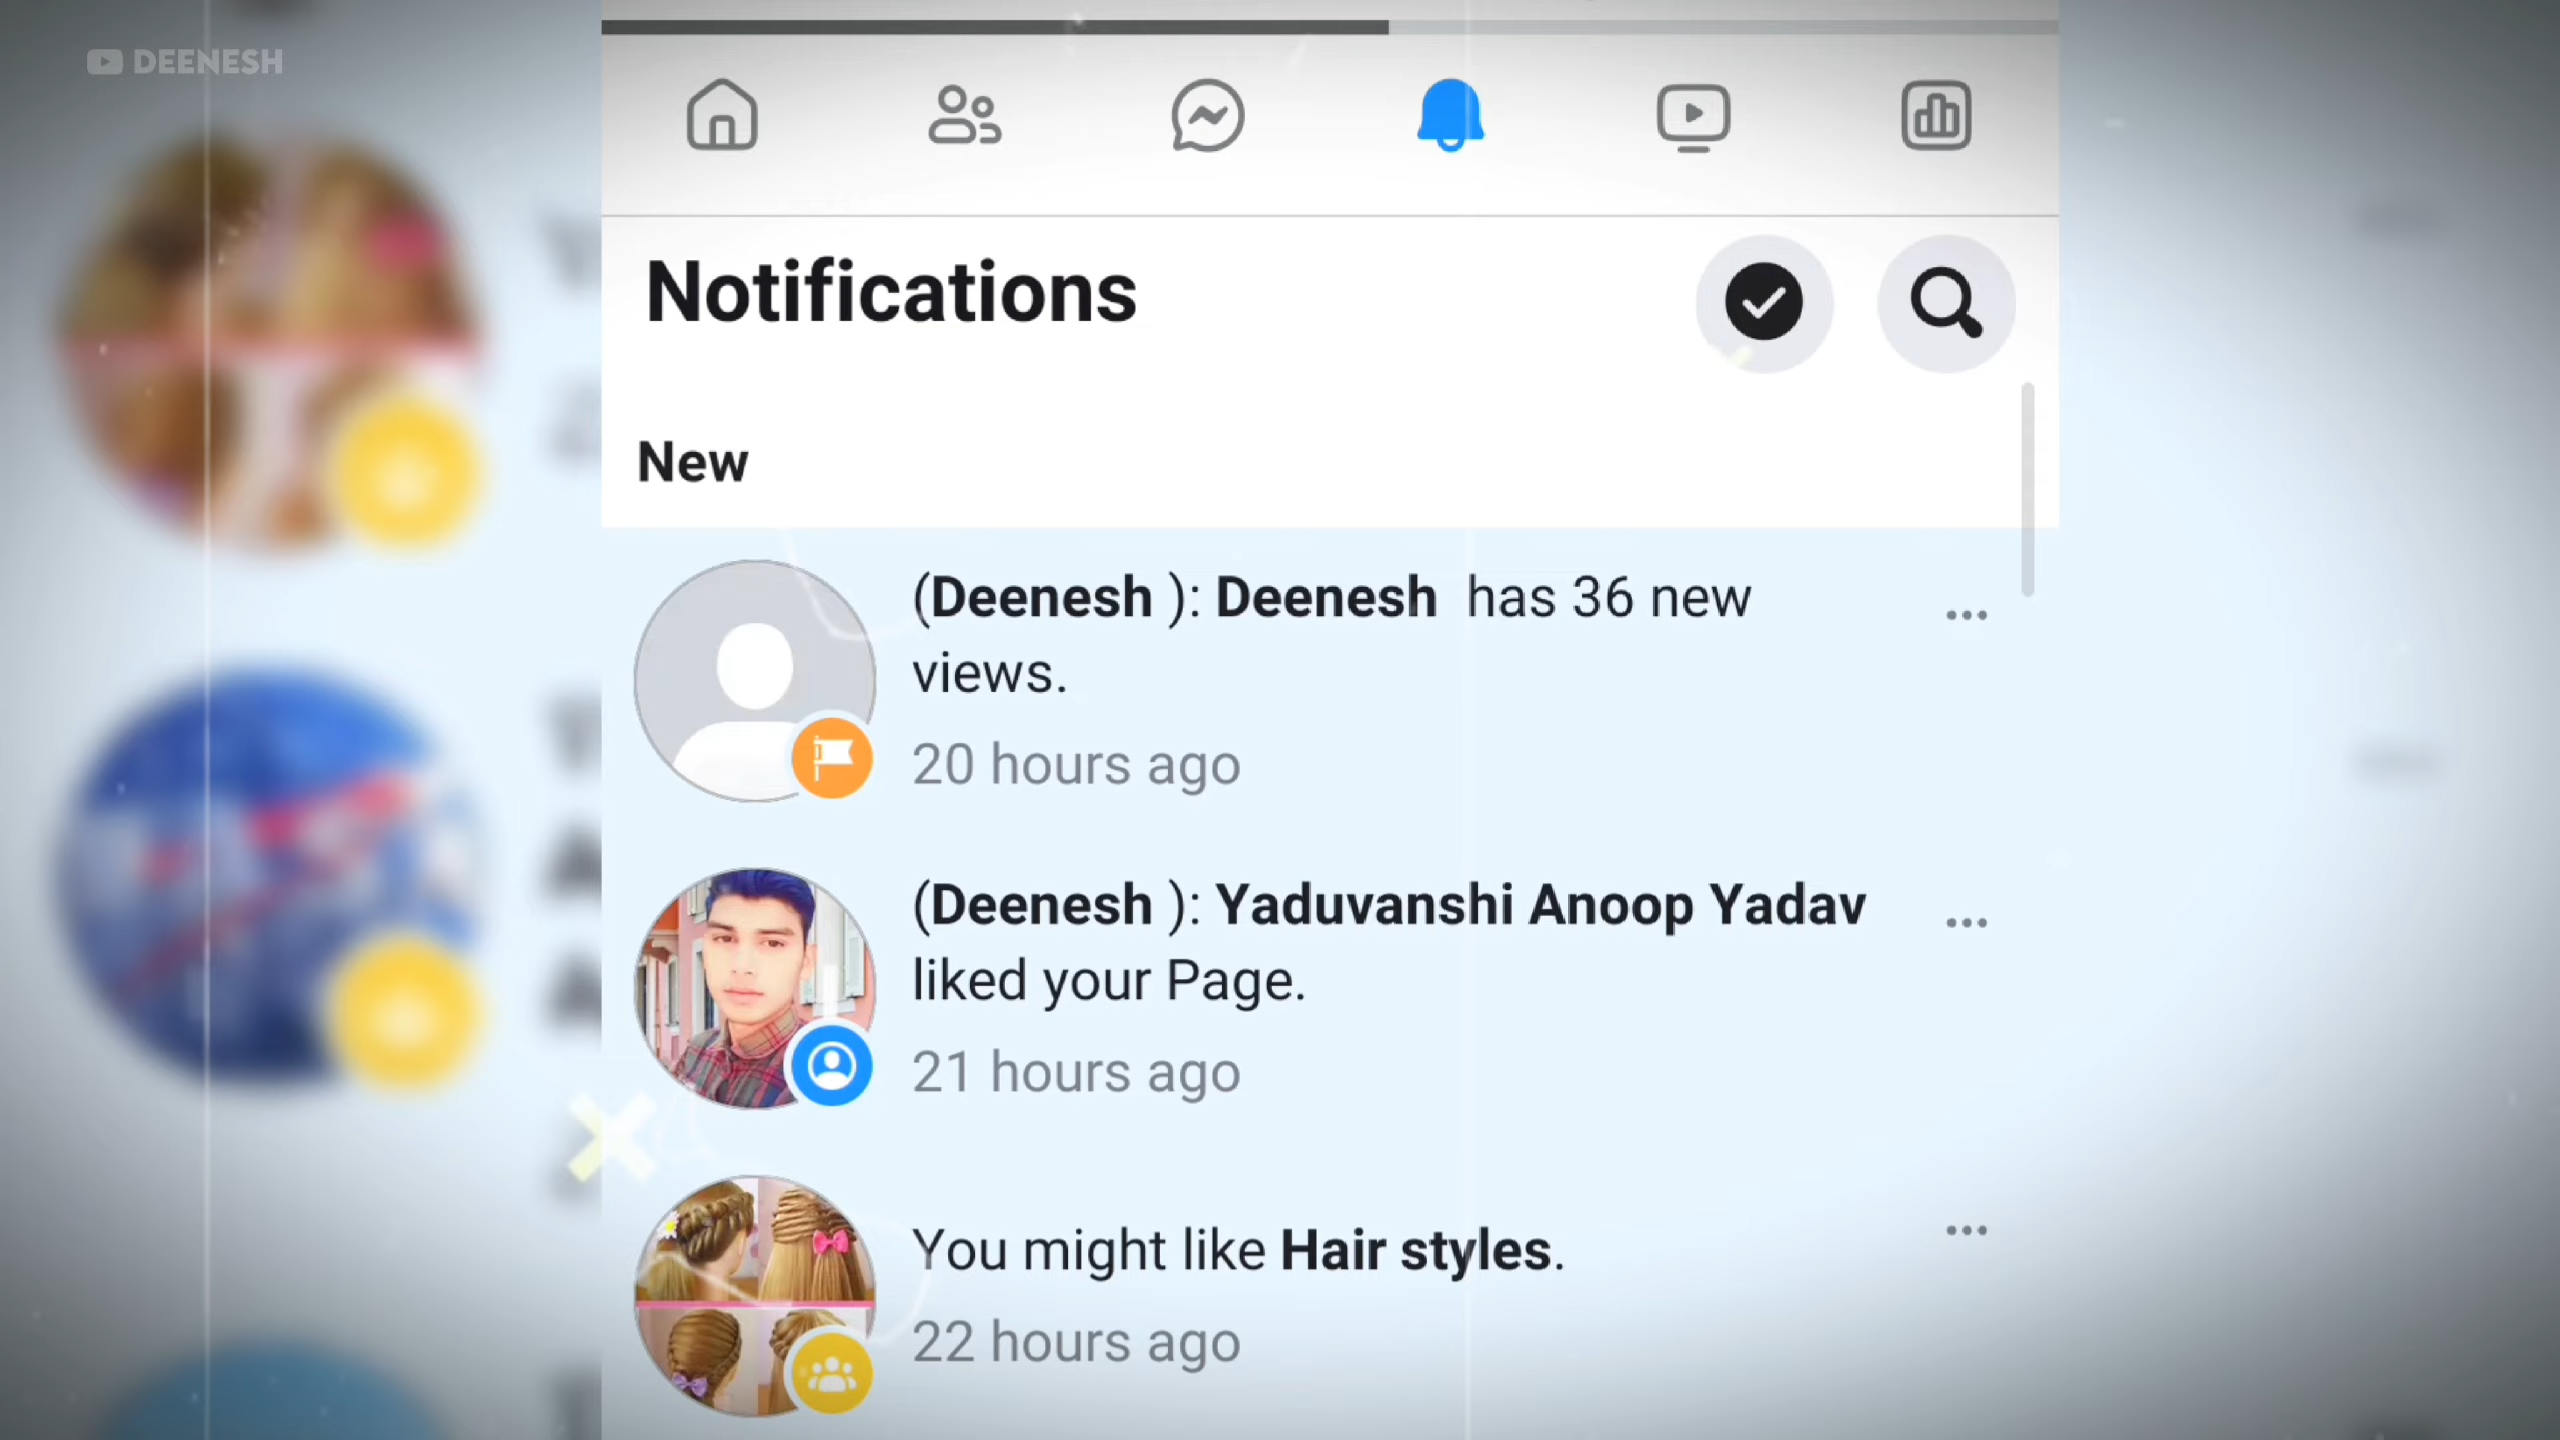 DEENESH
Notifications
New
(Deenesh ): Deenesh has 36 new
views.
20 hours ago
(Deenesh ): Yaduvanshi Anoop Yadav
liked your Page.
21 hours ago
You might like Hair styles.
22 hours ago